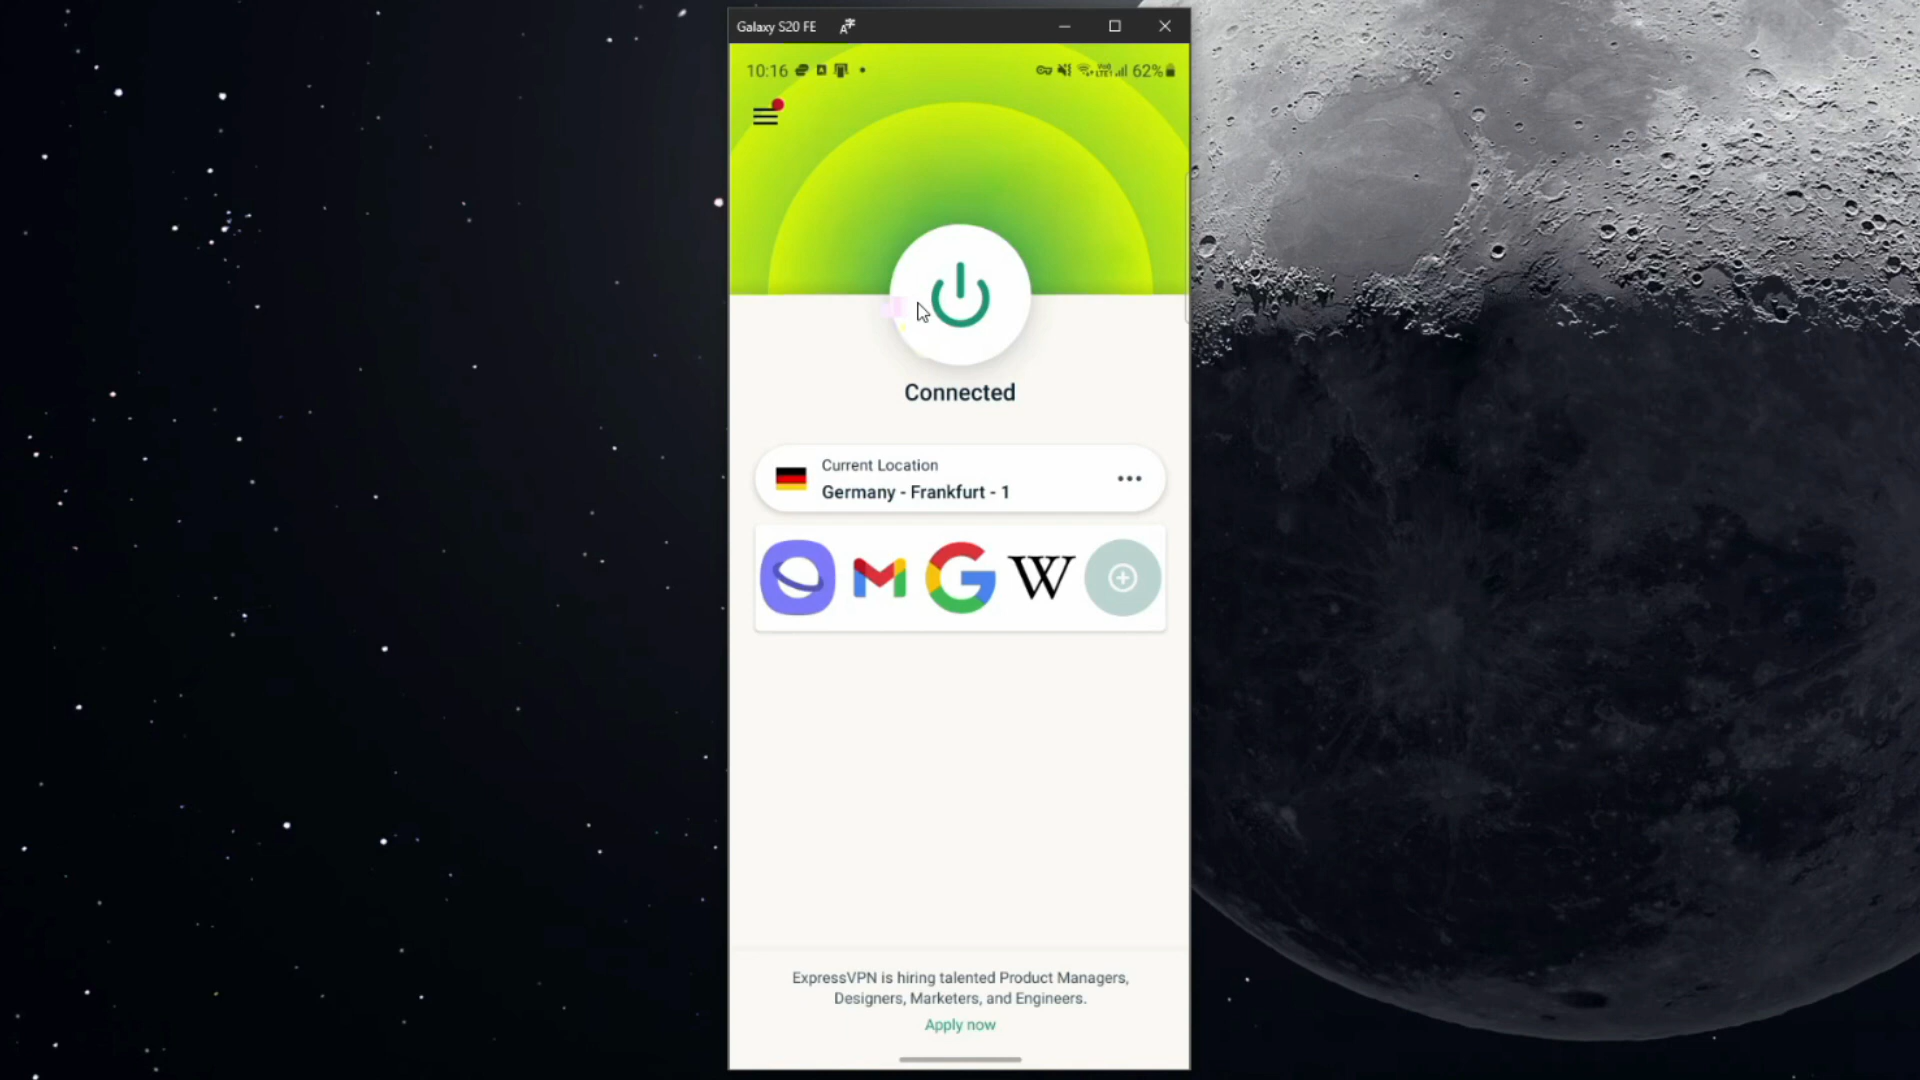 Galaxy S20 FE
10:16 62%
Connected
Current Location
Germany - Frankfurt - 1
W
ExpressVPN is hiring talented Product Managers,
Designers, Marketers, and Engineers.
Apply now